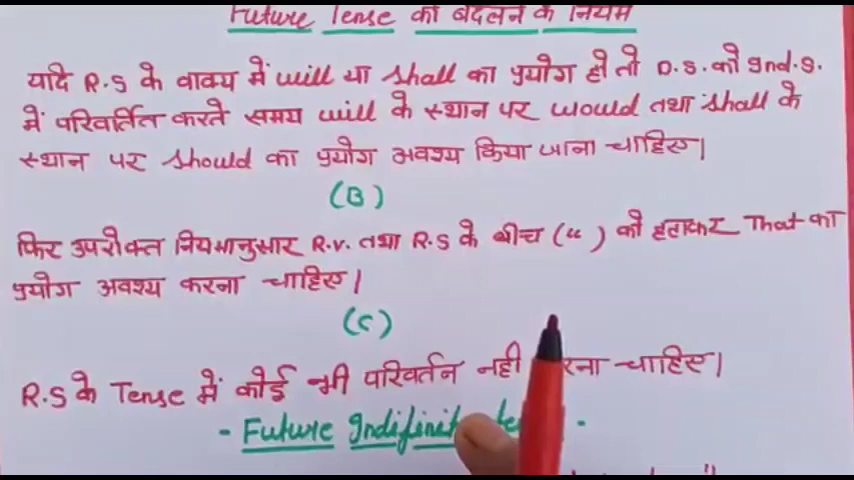 Future Tense को बदलने के नियम
यदि R.S के वाक्य में will या shall का प्रयोग हो तो D.S. को Ind.S.
में परिवर्तित करते समय will के स्थान पर would तथा shall के
स्थान पर should का प्रयोग अवश्य किया जाना चाहिए।
(B)
फिर उपरोक्त नियमानुसार R.V. तथा R.S के बीच (“ ) को हटाकर That का
प्रयोग अवश्य करना चाहिए।
(C)
R.S के Tense में कोई भी परिवर्तन नही चाहिए।
- Future Indifinit -